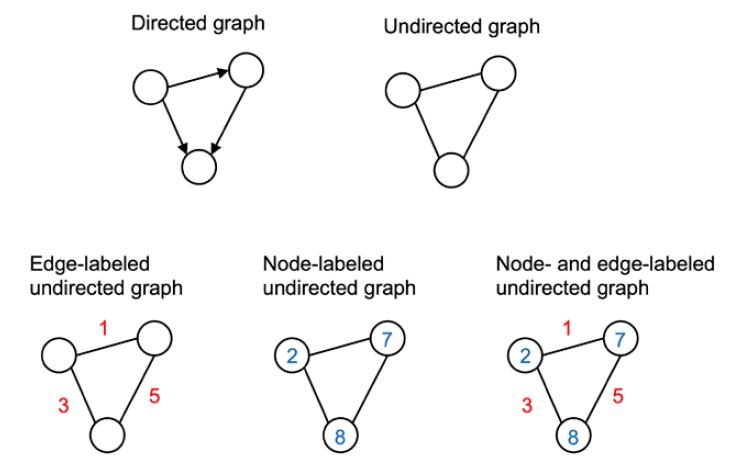 Directed graph
Undirected graph
Edge-labeled
undirected graph
1
3
5
Node-labeled
undirected graph
2
7
8
Node- and edge-labeled
undirected graph
1
2
7
3
5
8